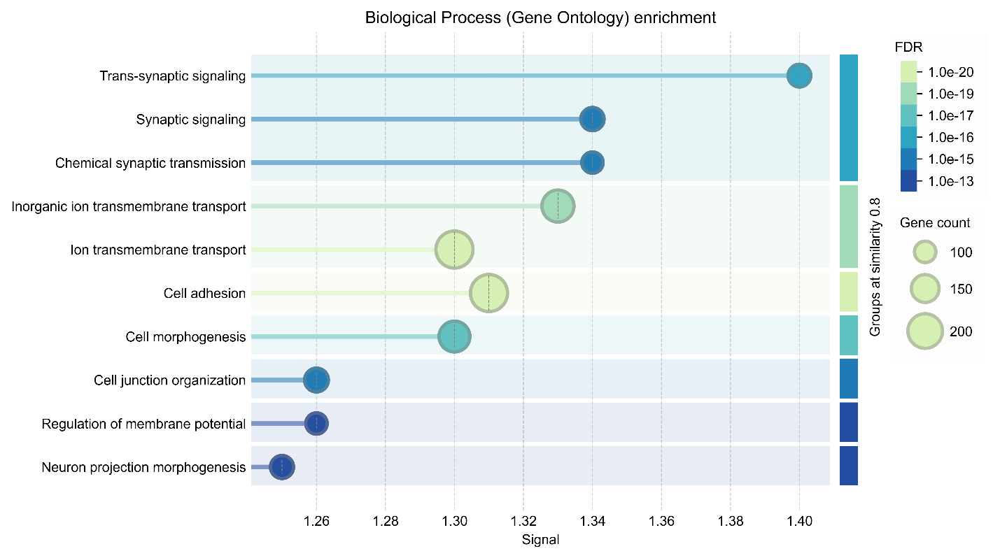 Biological Process (Gene Ontology) enrichment
Trans-synaptic signaling
Synaptic signaling
Chemical synaptic transmission
Inorganic ion transmembrane transport
Ion transmembrane transport
Cell adhesion
Cell morphogenesis
Cell junction organization
Regulation of membrane potential
Neuron projection morphogenesis
1.26 1.28 1.30 1.32 1.34 1.36 1.38 1.40
Signal
Groups at similarity 0.8
FDR
1.0e-20
1.0e-19
1.0e-17
1.0e-16
1.0e-15
1.0e-13
Gene count
100
150
200